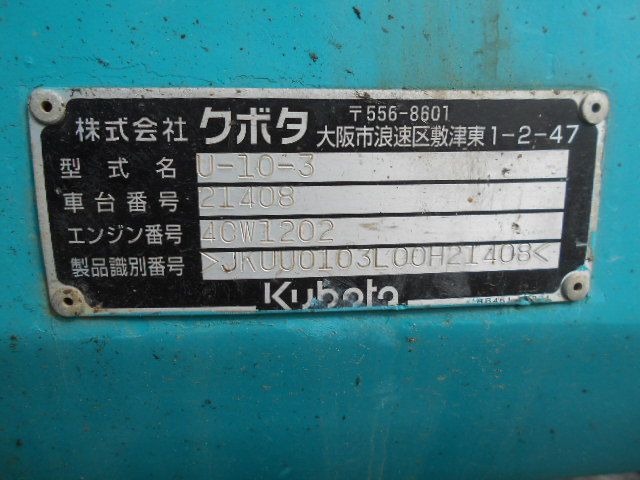 株式会社 クボタ 〒556-8601
大阪市浪速区敷津東1-2-47
型式名 U-10-3
車台番号 21408
エンジン番号 4CW1202
製品識別番号 >JKUU0103L00H21408<
Kubota